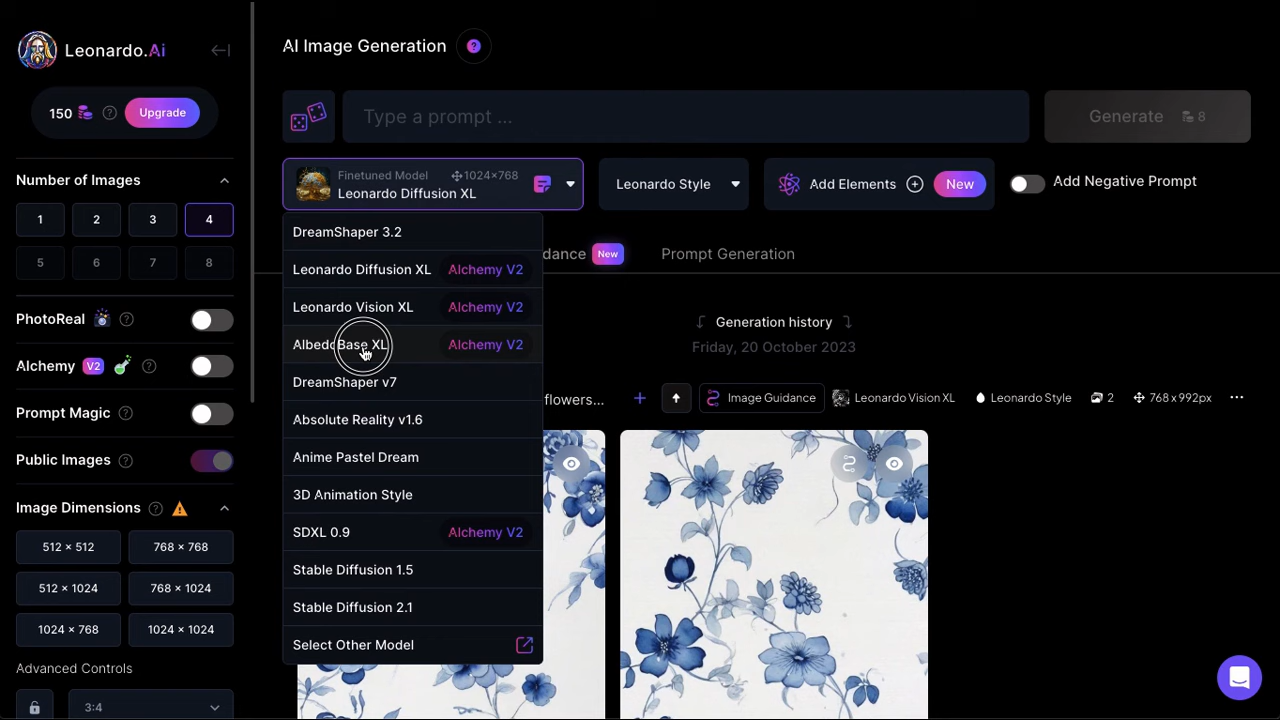 Leonardo.Ai
AI Image Generation
?
150 ? Upgrade
Type a prompt ...
Generate 8
Finetuned Model 1024×768
Leonardo Diffusion XL
Leonardo Style
Add Elements New
Add Negative Prompt
Number of Images
1 2 3 4
5 6 7 8
PhotoReal ?
Alchemy V2 ?
Prompt Magic ?
Public Images ?
Image Dimensions ?
512 × 512 768 × 768
512 × 1024 768 × 1024
1024 × 768 1024 × 1024
Advanced Controls
3:4
DreamShaper 3.2
Leonardo Diffusion XL Alchemy V2
Leonardo Vision XL Alchemy V2
AlbedoBase XL Alchemy V2
DreamShaper v7
Absolute Reality v1.6
Anime Pastel Dream
3D Animation Style
SDXL 0.9 Alchemy V2
Stable Diffusion 1.5
Stable Diffusion 2.1
Select Other Model
dance New Prompt Generation
Generation history
Friday, 20 October 2023
flowers... Image Guidance Leonardo Vision XL Leonardo Style 2 768 x 992px